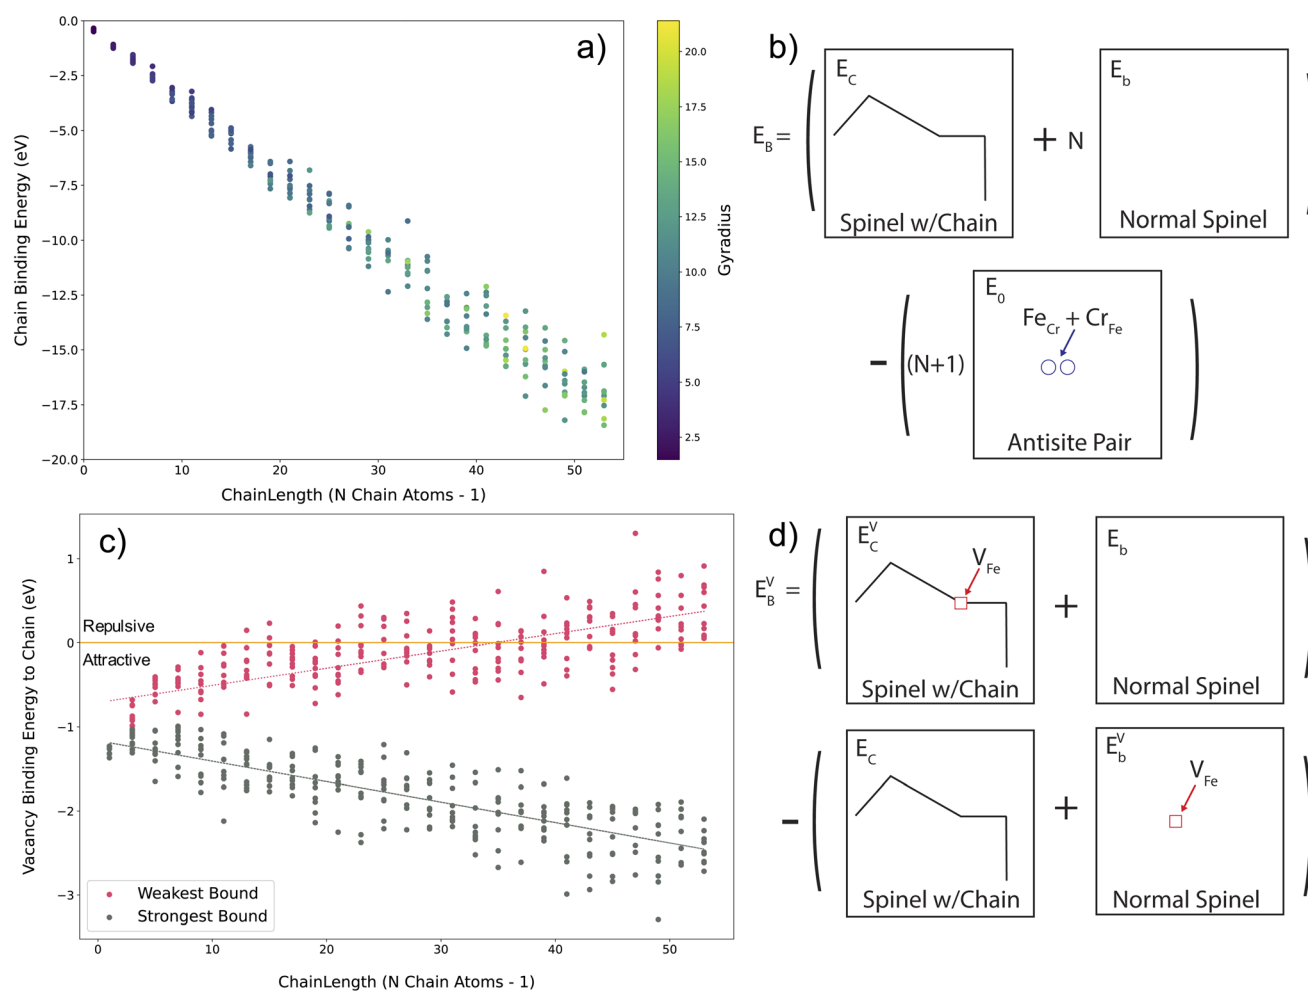 a)
0.0
−2.5
−5.0
−7.5
−10.0
−12.5
−15.0
−17.5
−20.0
Chain Binding Energy (eV)
0 10 20 30 40 50
ChainLength (N Chain Atoms - 1)
20.0
17.5
15.0
12.5
10.0
7.5
5.0
2.5
Gyradius
b)
E_B =
E_C
Spinel w/Chain
+ N
E_b
Normal Spinel
− (N+1)
E_0
Fe_Cr + Cr_Fe
Antisite Pair
c)
1
0
−1
−2
−3
Vacancy Binding Energy to Chain (eV)
Repulsive
Attractive
Weakest Bound
Strongest Bound
0 10 20 30 40 50
ChainLength (N Chain Atoms - 1)
d)
E_B^V =
E_C^V
V_Fe
Spinel w/Chain
+
E_b
Normal Spinel
−
E_C
Spinel w/Chain
+
E_b^V
V_Fe
Normal Spinel